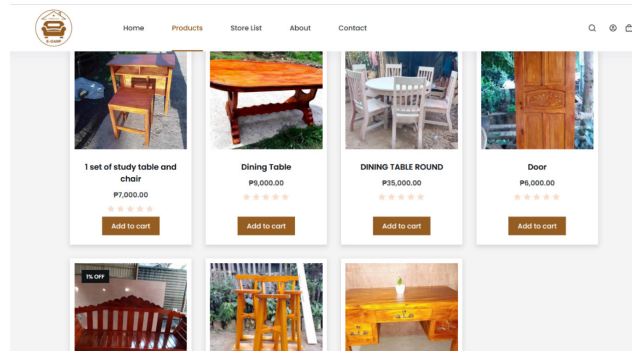 Home Products Store List About Contact
1 set of study table and
chair
₱7,000.00
Add to cart
Dining Table
₱9,000.00
Add to cart
DINING TABLE ROUND
₱35,000.00
Add to cart
Door
₱6,000.00
Add to cart
1% OFF